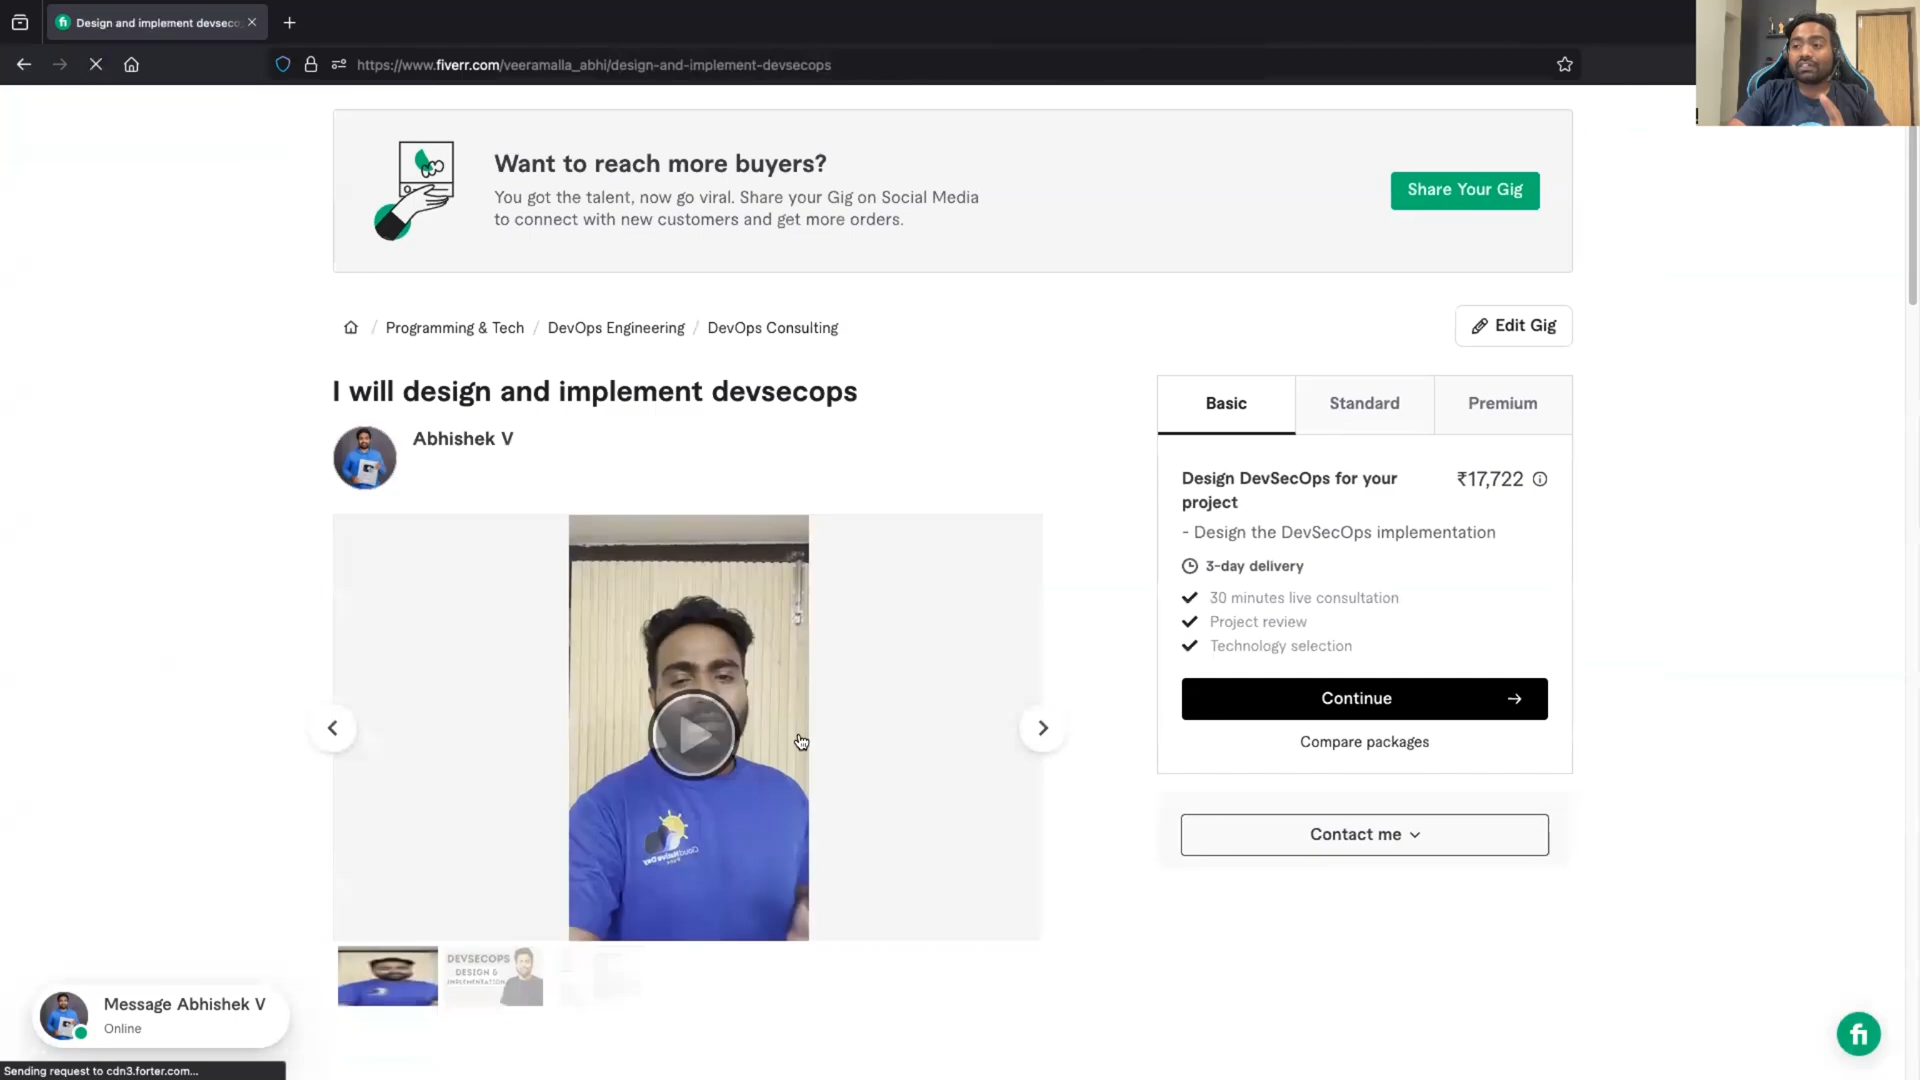 Design and implement devseco
https://www.fiverr.com/veeramalla_abhi/design-and-implement-devsecops
Want to reach more buyers?
You got the talent, now go viral. Share your Gig on Social Media
to connect with new customers and get more orders.
Share Your Gig
/ Programming & Tech / DevOps Engineering / DevOps Consulting
Edit Gig
I will design and implement devsecops
Abhishek V
Basic
Standard
Premium
Design DevSecOps for your
project
₹17,722
- Design the DevSecOps implementation
3-day delivery
30 minutes live consultation
Project review
Technology selection
Continue
Compare packages
Contact me
DEVSECOPS
DESIGN &
IMPLEMENTATION
Message Abhishek V
Online
fi
Sending request to cdn3.forter.com...